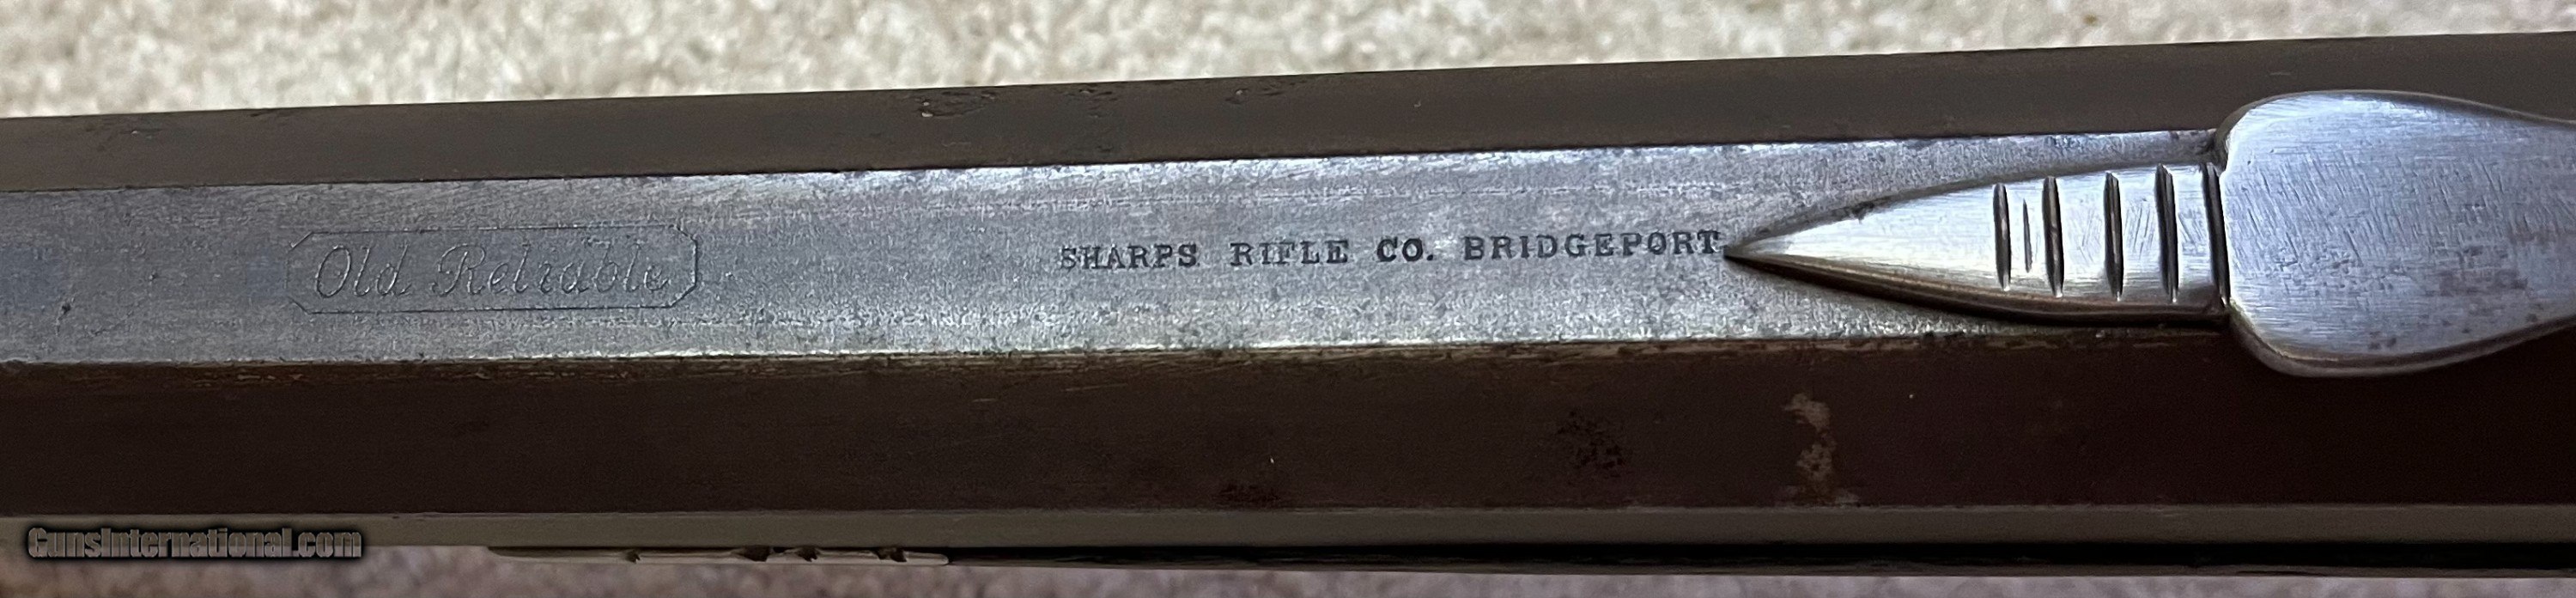 Old Reliable
SHARPS RIFLE CO. BRIDGEPORT
GunsInternational.com